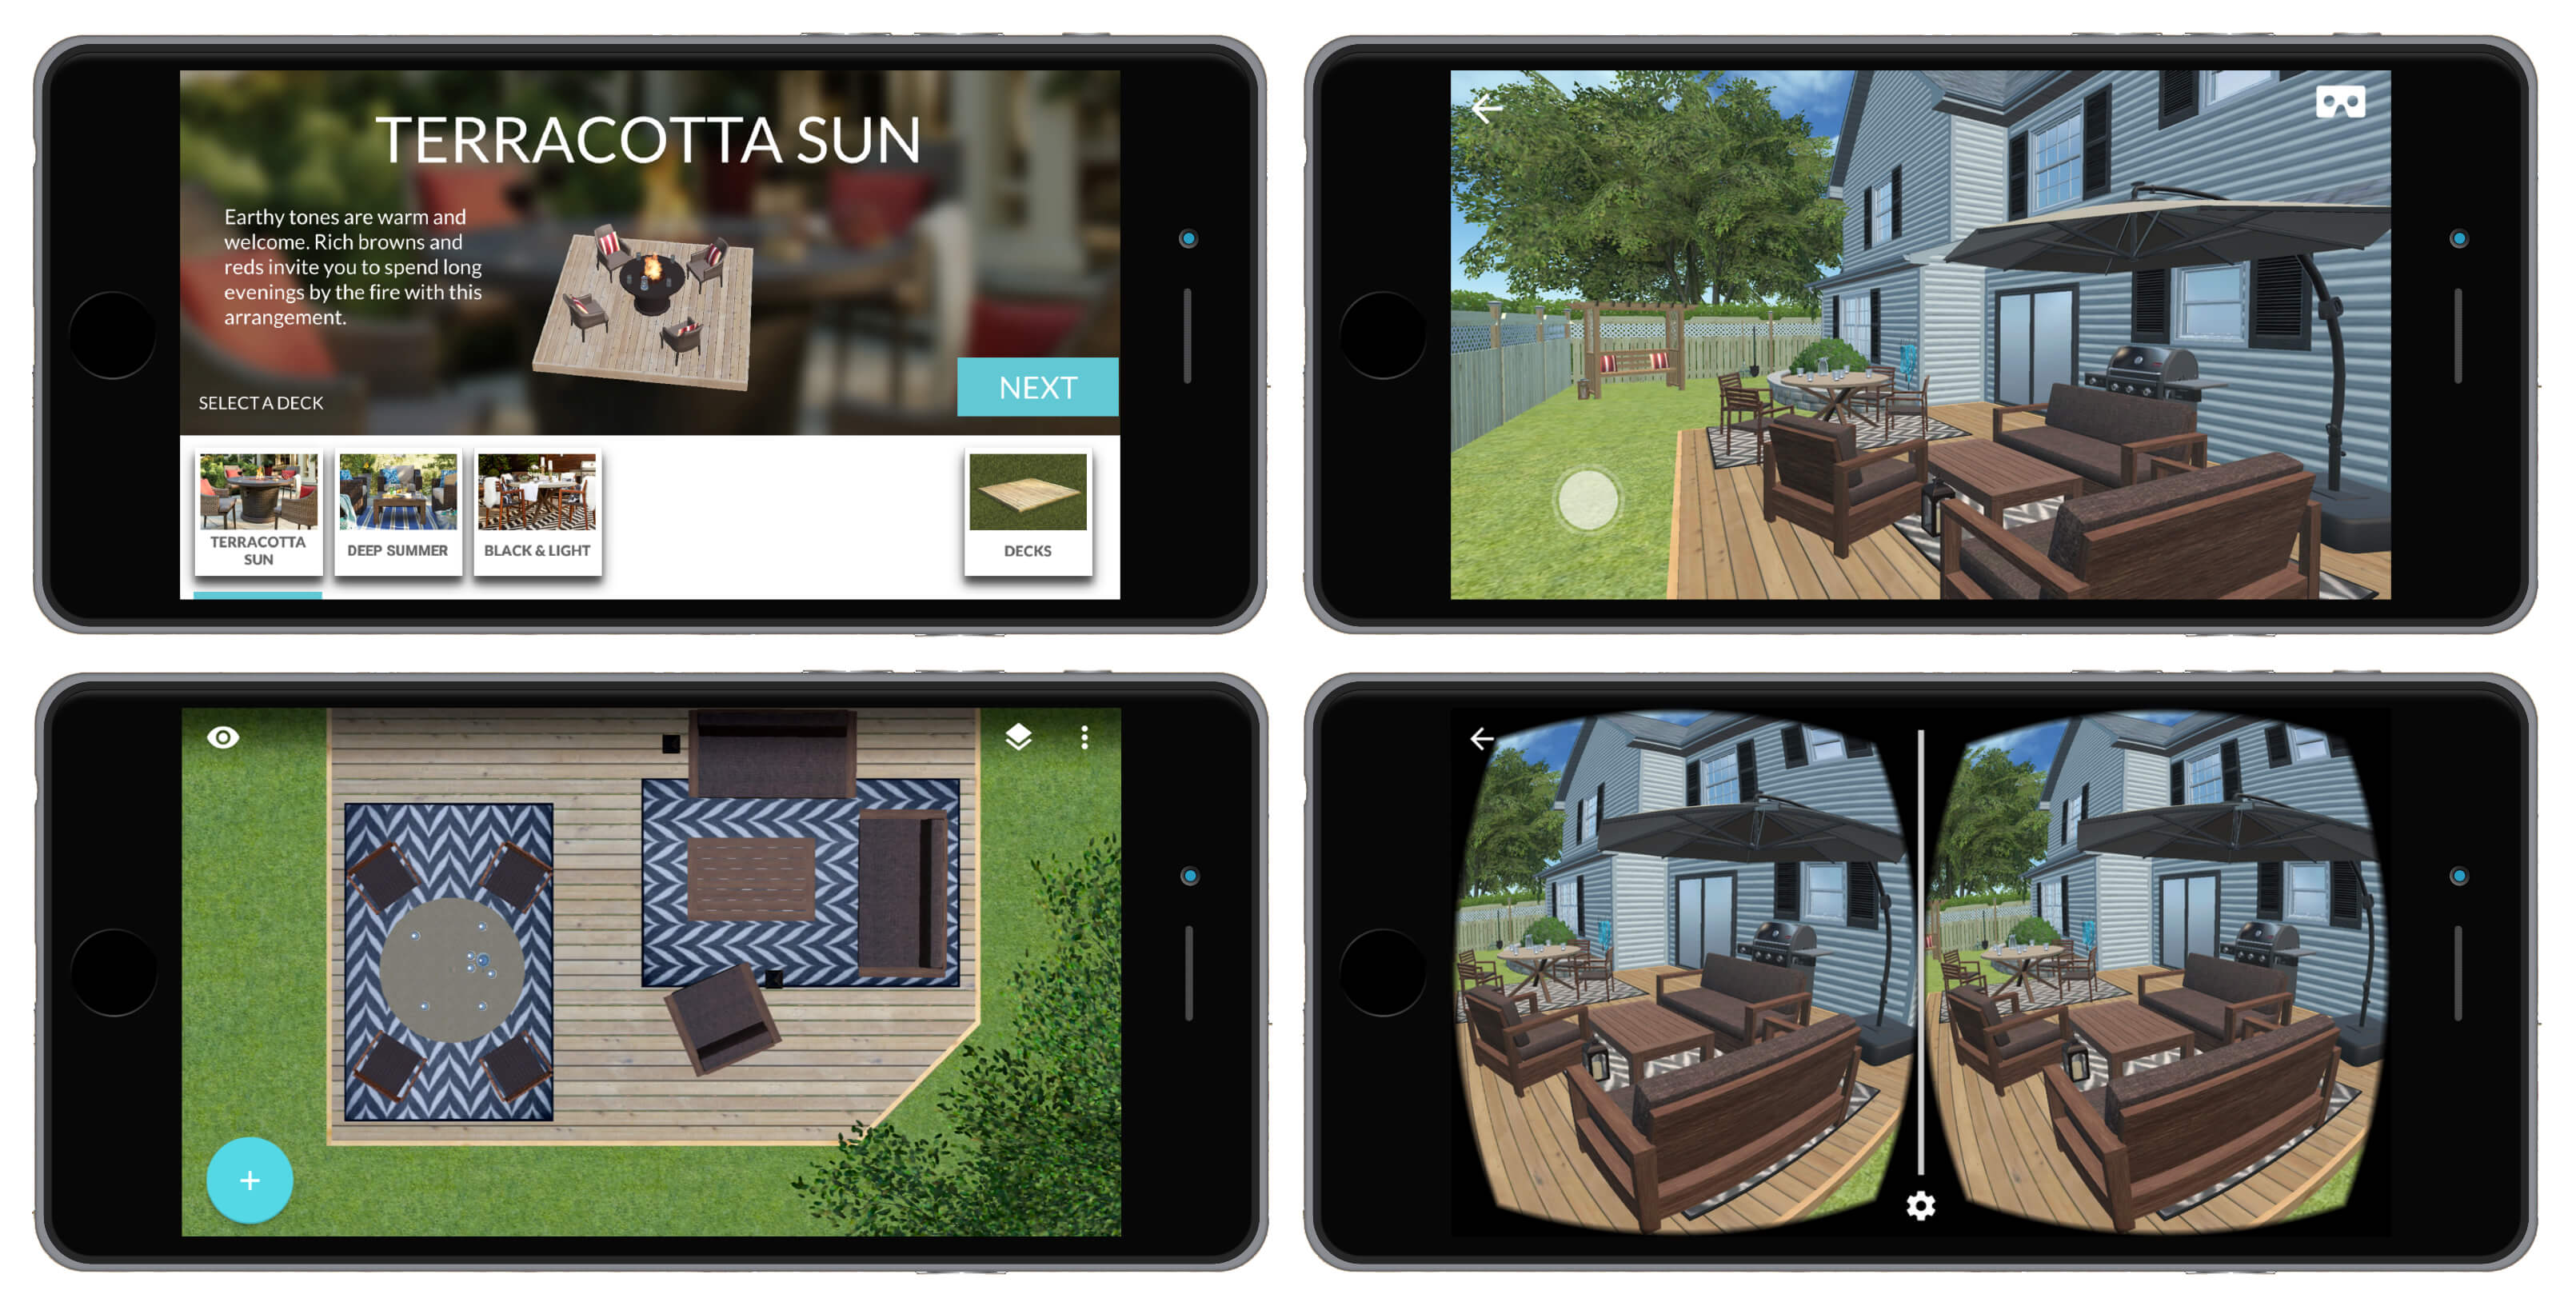 TERRACOTTA SUN
Earthy tones are warm and
welcome. Rich browns and
reds invite you to spend long
evenings by the fire with this
arrangement.
NEXT
SELECT A DECK
TERRACOTTA
SUN
DEEP SUMMER
BLACK & LIGHT
DECKS